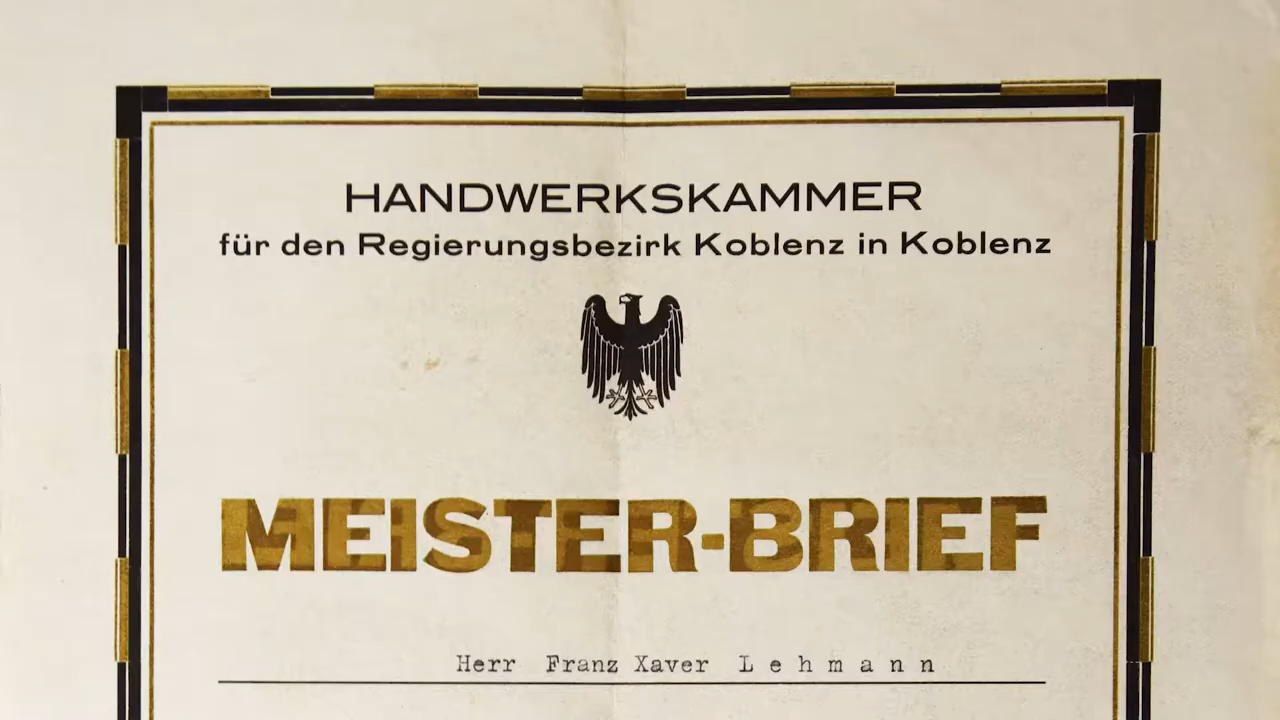 HANDWERKSKAMMER
für den Regierungsbezirk Koblenz in Koblenz
MEISTER-BRIEF
Herr Franz Xaver Lehmann